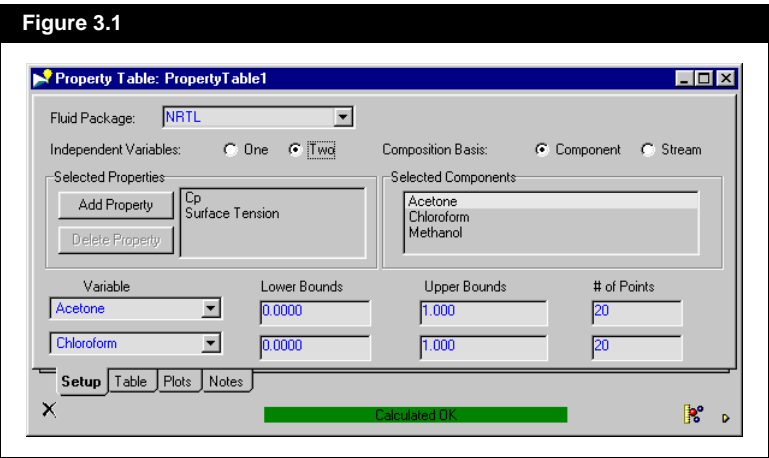 Figure 3.1
Property Table: PropertyTable1
Fluid Package: NRTL
Independent Variables: One Two Composition Basis: Component Stream
Selected Properties Selected Components
Add Property
Delete Property
Cp
Surface Tension
Acetone
Chloroform
Methanol
Variable Lower Bounds Upper Bounds # of Points
Acetone 0.0000 1.000 20
Chloroform 0.0000 1.000 20
Setup Table Plots Notes
Calculated OK